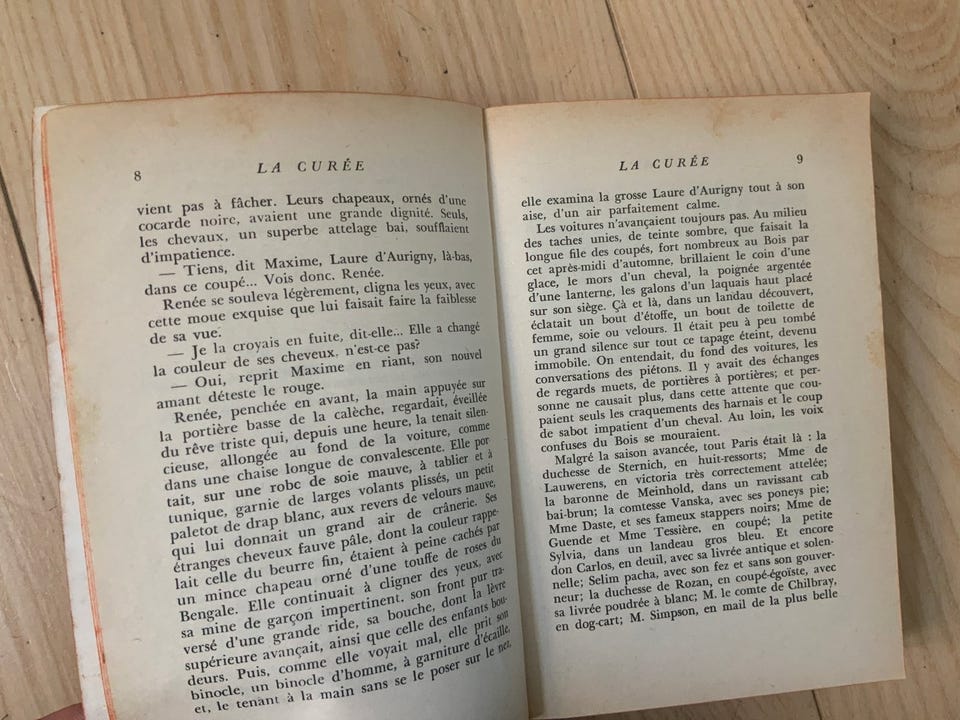 8
LA CURÉE
vient pas à fâcher. Leurs chapeaux, ornés d'une
cocarde noire, avaient une grande dignité. Seuls,
les chevaux, un superbe attelage bai, soufflaient
d'impatience.
— Tiens, dit Maxime, Laure d'Aurigny, là-bas,
dans ce coupé... Vois donc. Renée.
Renée se souleva légèrement, cligna les yeux, avec
cette moue exquise que lui faisait faire la faiblesse
de sa vue.
— Je la croyais en fuite, dit-elle... Elle a changé
la couleur de ses cheveux, n'est-ce pas?
— Oui, reprit Maxime en riant, son nouvel
amant déteste le rouge.
Renée, penchée en avant, la main appuyée sur
la portière basse de la calèche, regardait, éveillée
du rêve triste qui, depuis une heure, la tenait silen-
cieuse, allongée au fond de la voiture, comme
dans une chaise longue de convalescente. Elle por-
tait, sur une robe de soie mauve, à tablier et à
tunique, garnie de larges volants plissés, un petit
paletot de drap blanc, aux revers de velours mauve,
qui lui donnait un grand air de crânerie. Ses
étranges cheveux fauve pâle, dont la couleur rappe-
lait celle du beurre fin, étaient à peine cachés par
un mince chapeau orné d'une touffe de roses du
Bengale. Elle continuait à cligner des yeux, avec
sa mine de garçon impertinent, son front pur tra-
versé d'une grande ride, sa bouche, dont la lèvre
supérieure avançait, ainsi que celle des enfants bou-
deurs. Puis, comme elle voyait mal, elle prit son
binocle, un binocle d'homme, à garniture d'écaille,
et, le tenant à la main sans se le poser sur le nez,
LA CURÉE
9
elle examina la grosse Laure d'Aurigny tout à son
aise, d'un air parfaitement calme.
Les voitures n'avançaient toujours pas. Au milieu
des taches unies, de teinte sombre, que faisait la
longue file des coupés, fort nombreux au Bois par
cet après-midi d'automne, brillaient le coin d'une
glace, le mors d'un cheval, la poignée argentée
d'une lanterne, les galons d'un laquais haut placé
sur son siège. Çà et là, dans un landau découvert,
éclatait un bout d'étoffe, un bout de toilette de
femme, soie ou velours. Il était peu à peu tombé
un grand silence sur tout ce tapage éteint, devenu
immobile. On entendait, du fond des voitures, les
conversations des piétons. Il y avait des échanges
de regards muets, de portières à portières; et per-
sonne ne causait plus, dans cette attente que cou-
paient seuls les craquements des harnais et le coup
de sabot impatient d'un cheval. Au loin, les voix
confuses du Bois se mouraient.
Malgré la saison avancée, tout Paris était là : la
duchesse de Sternich, en huit-ressorts; Mme de
Lauwerens, en victoria très correctement attelée;
la baronne de Meinhold, dans un ravissant cab
bai-brun; la comtesse Vanska, avec ses poneys pie;
Mme Daste, et ses fameux stappers noirs; Mme de
Guende et Mme Tessière, en coupé; la petite
Sylvia, dans un landeau gros bleu. Et encore
don Carlos, en deuil, avec sa livrée antique et solen-
nelle; Selim pacha, avec son fez et sans son gouver-
neur; la duchesse de Rozan, en coupé-égoïste, avec
sa livrée poudrée à blanc; M. le comte de Chilbray,
en dog-cart; M. Simpson, en mail de la plus belle